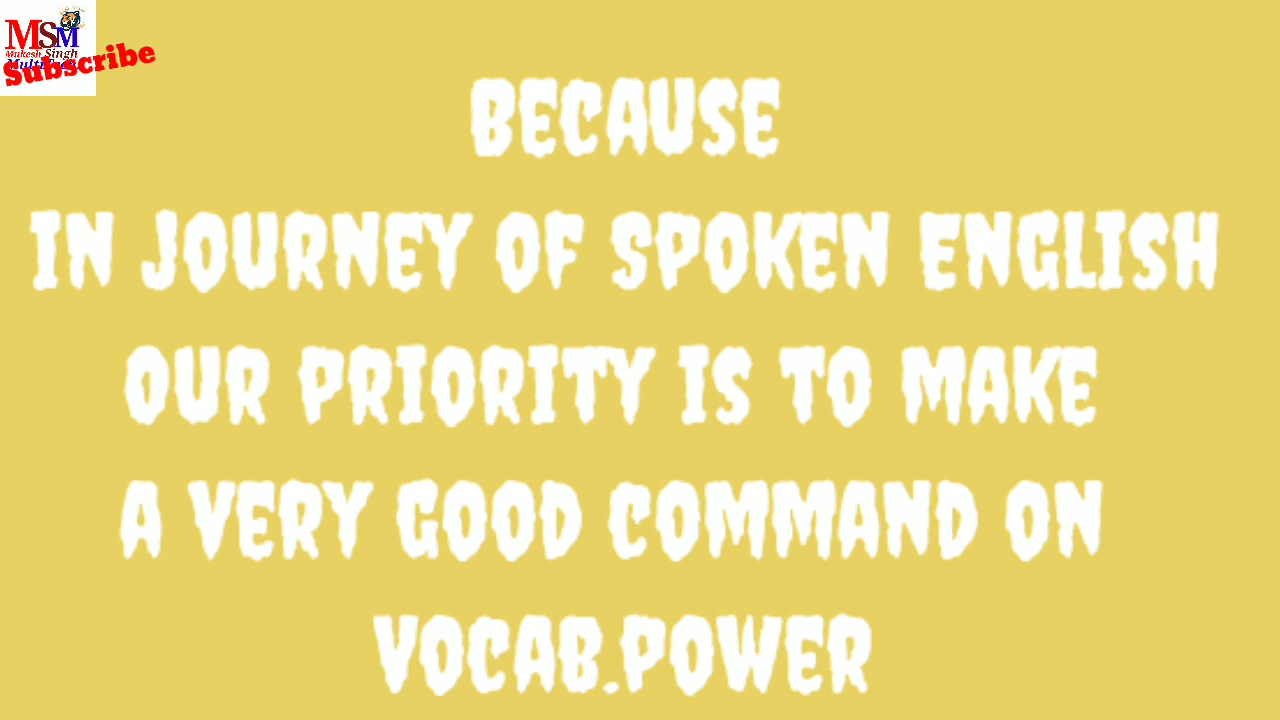 MSM
Mukesh Singh
Subscribe
BECAUSE
IN JOURNEY OF SPOKEN ENGLISH
OUR PRIORITY IS TO MAKE
A VERY GOOD COMMAND ON
VOCAB.POWER